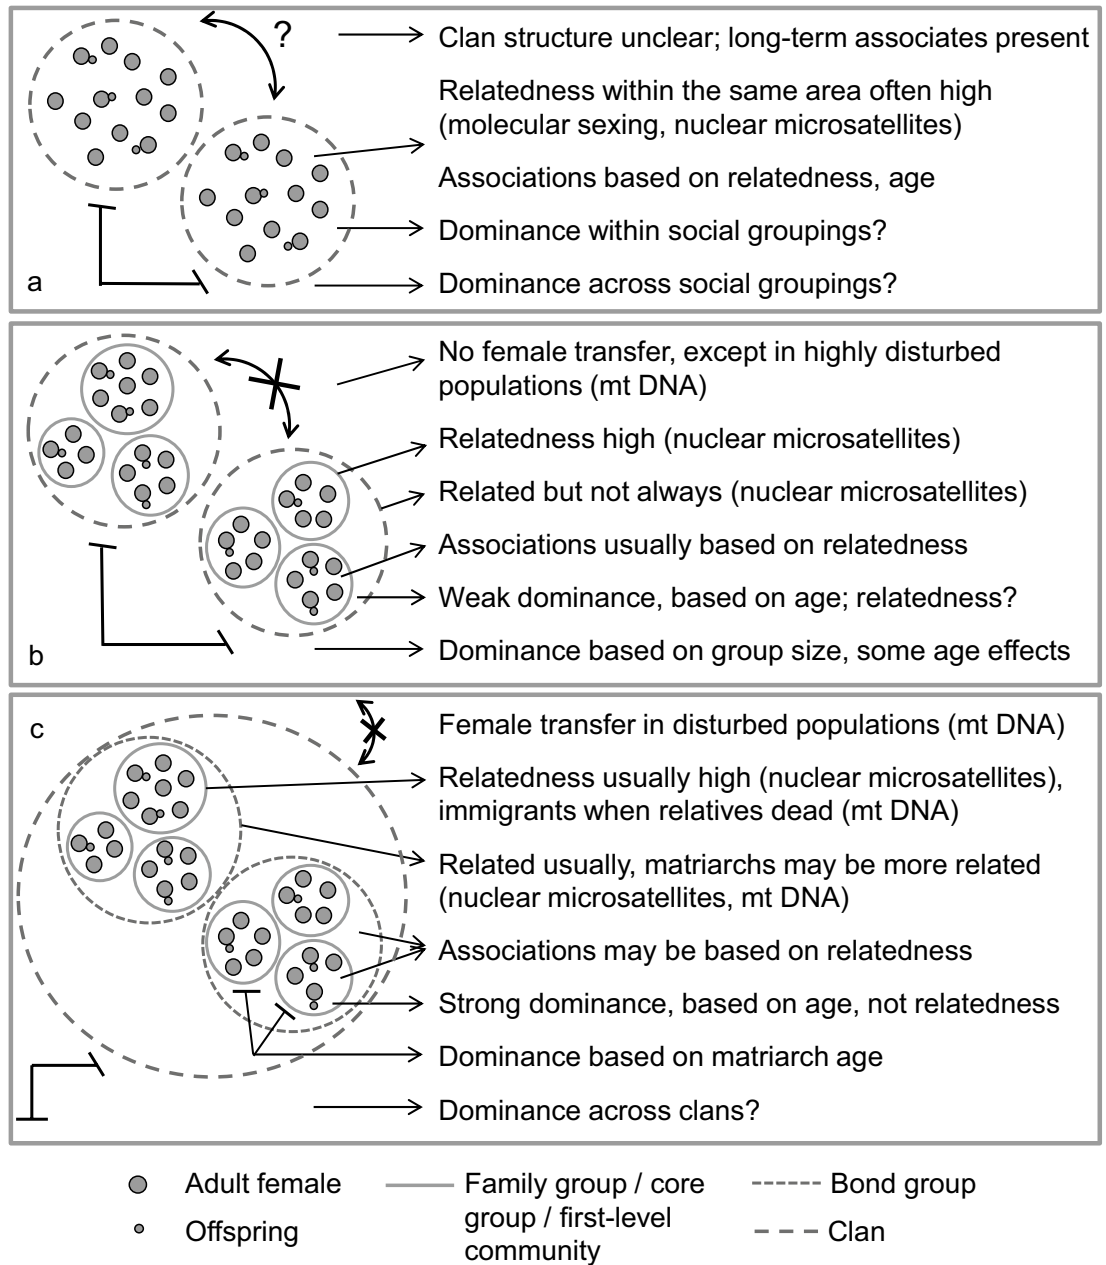 ?
Clan structure unclear; long-term associates present
Relatedness within the same area often high
(molecular sexing, nuclear microsatellites)
Associations based on relatedness, age
Dominance within social groupings?
Dominance across social groupings?
a
No female transfer, except in highly disturbed
populations (mt DNA)
Relatedness high (nuclear microsatellites)
Related but not always (nuclear microsatellites)
Associations usually based on relatedness
Weak dominance, based on age; relatedness?
Dominance based on group size, some age effects
b
c
Female transfer in disturbed populations (mt DNA)
Relatedness usually high (nuclear microsatellites),
immigrants when relatives dead (mt DNA)
Related usually, matriarchs may be more related
(nuclear microsatellites, mt DNA)
Associations may be based on relatedness
Strong dominance, based on age, not relatedness
Dominance based on matriarch age
Dominance across clans?
Adult female
Offspring
Family group / core
group / first-level
community
Bond group
Clan